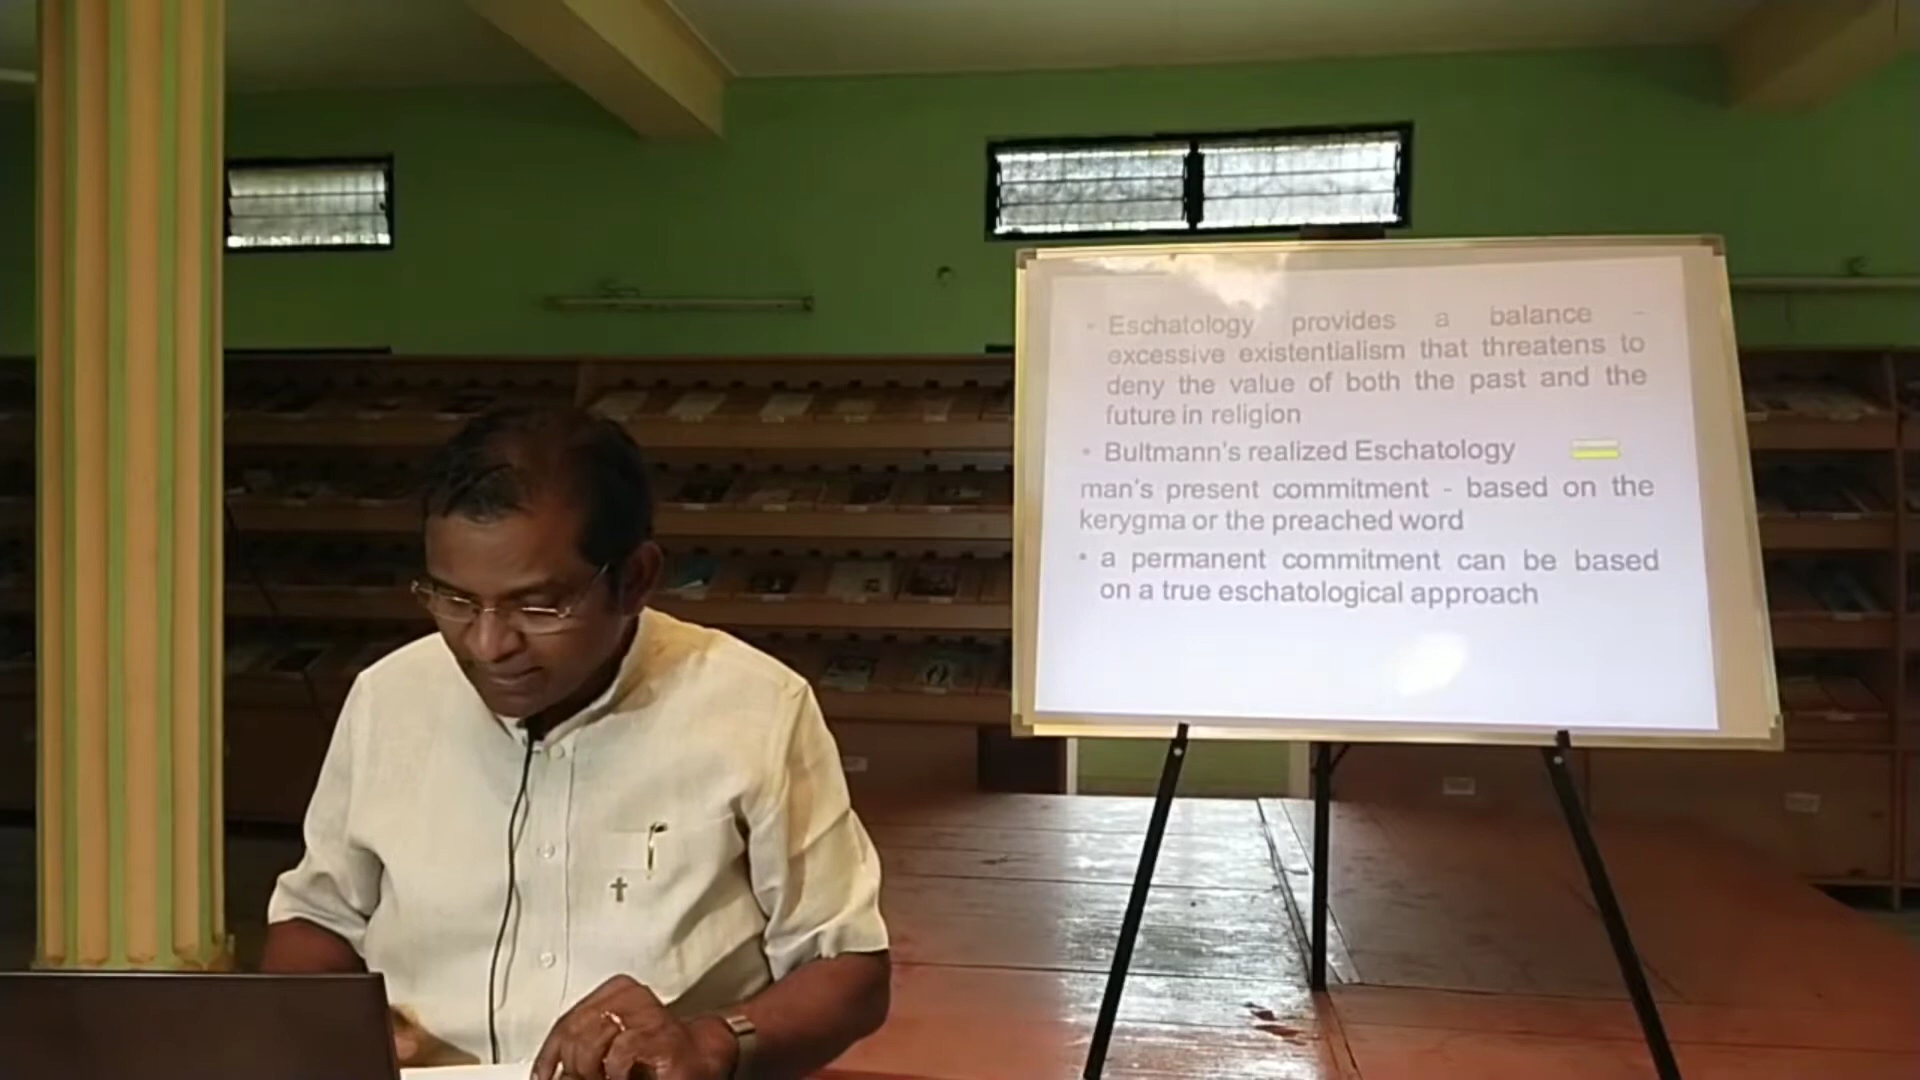 • Eschatology provides a balance -
excessive existentialism that threatens to
deny the value of both the past and the
future in religion
• Bultmann's realized Eschatology =
man's present commitment - based on the
kerygma or the preached word
• a permanent commitment can be based
on a true eschatological approach